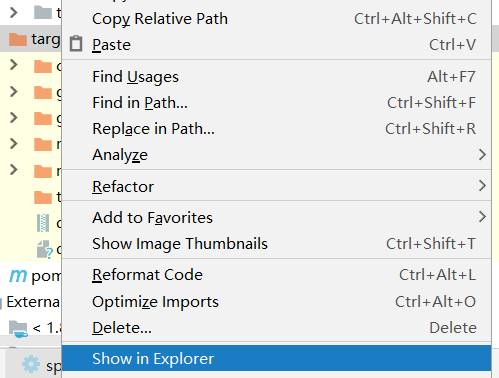 Copy Relative Path Ctrl+Alt+Shift+C
Paste Ctrl+V
Find Usages Alt+F7
Find in Path... Ctrl+Shift+F
Replace in Path... Ctrl+Shift+R
Analyze
Refactor
Add to Favorites
Show Image Thumbnails Ctrl+Shift+T
Reformat Code Ctrl+Alt+L
Optimize Imports Ctrl+Alt+O
Delete... Delete
Show in Explorer
t
targ
g
g
t
pom
Externa
< 1.8
sp